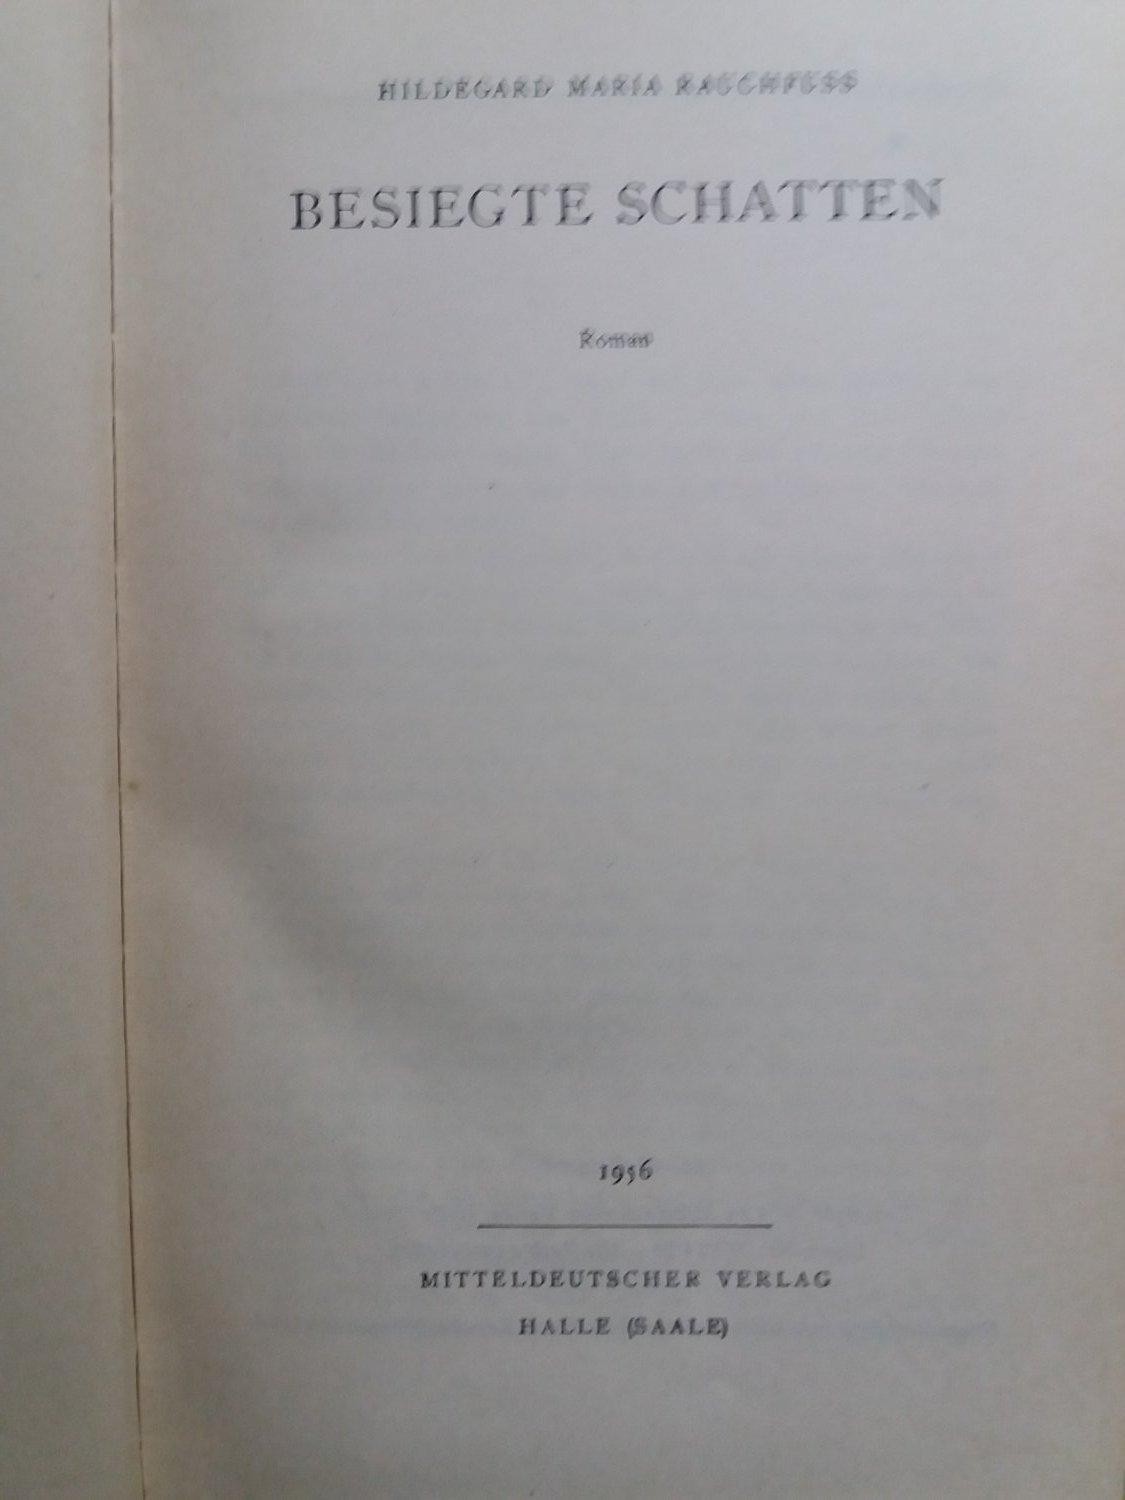 HILDEGARD MARIA RAUCHFUSS
BESIEGTE SCHATTEN
Roman
1956
MITTELDEUTSCHER VERLAG
HALLE (SAALE)